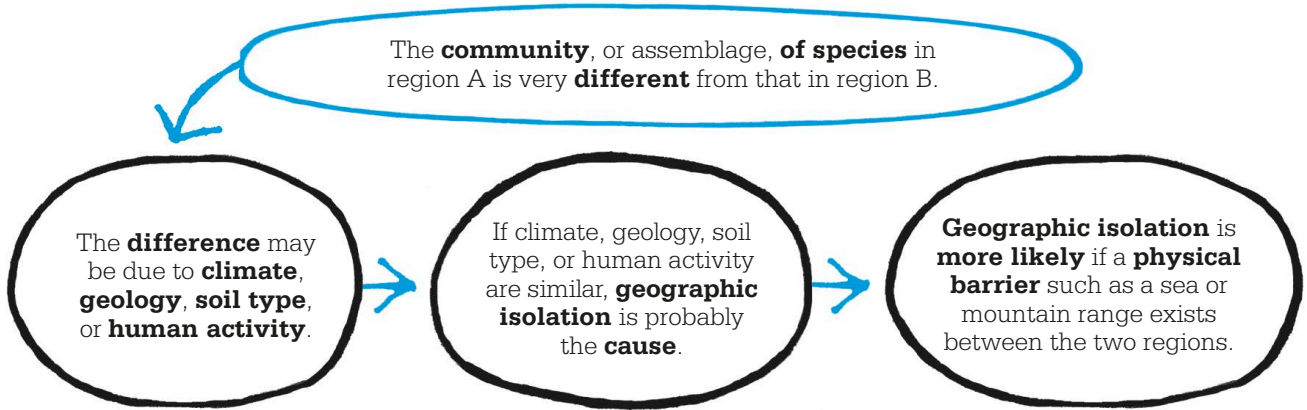 The community, or assemblage, of species in
region A is very different from that in region B.
The difference may
be due to climate,
geology, soil type,
or human activity.
If climate, geology, soil
type, or human activity
are similar, geographic
isolation is probably
the cause.
Geographic isolation is
more likely if a physical
barrier such as a sea or
mountain range exists
between the two regions.